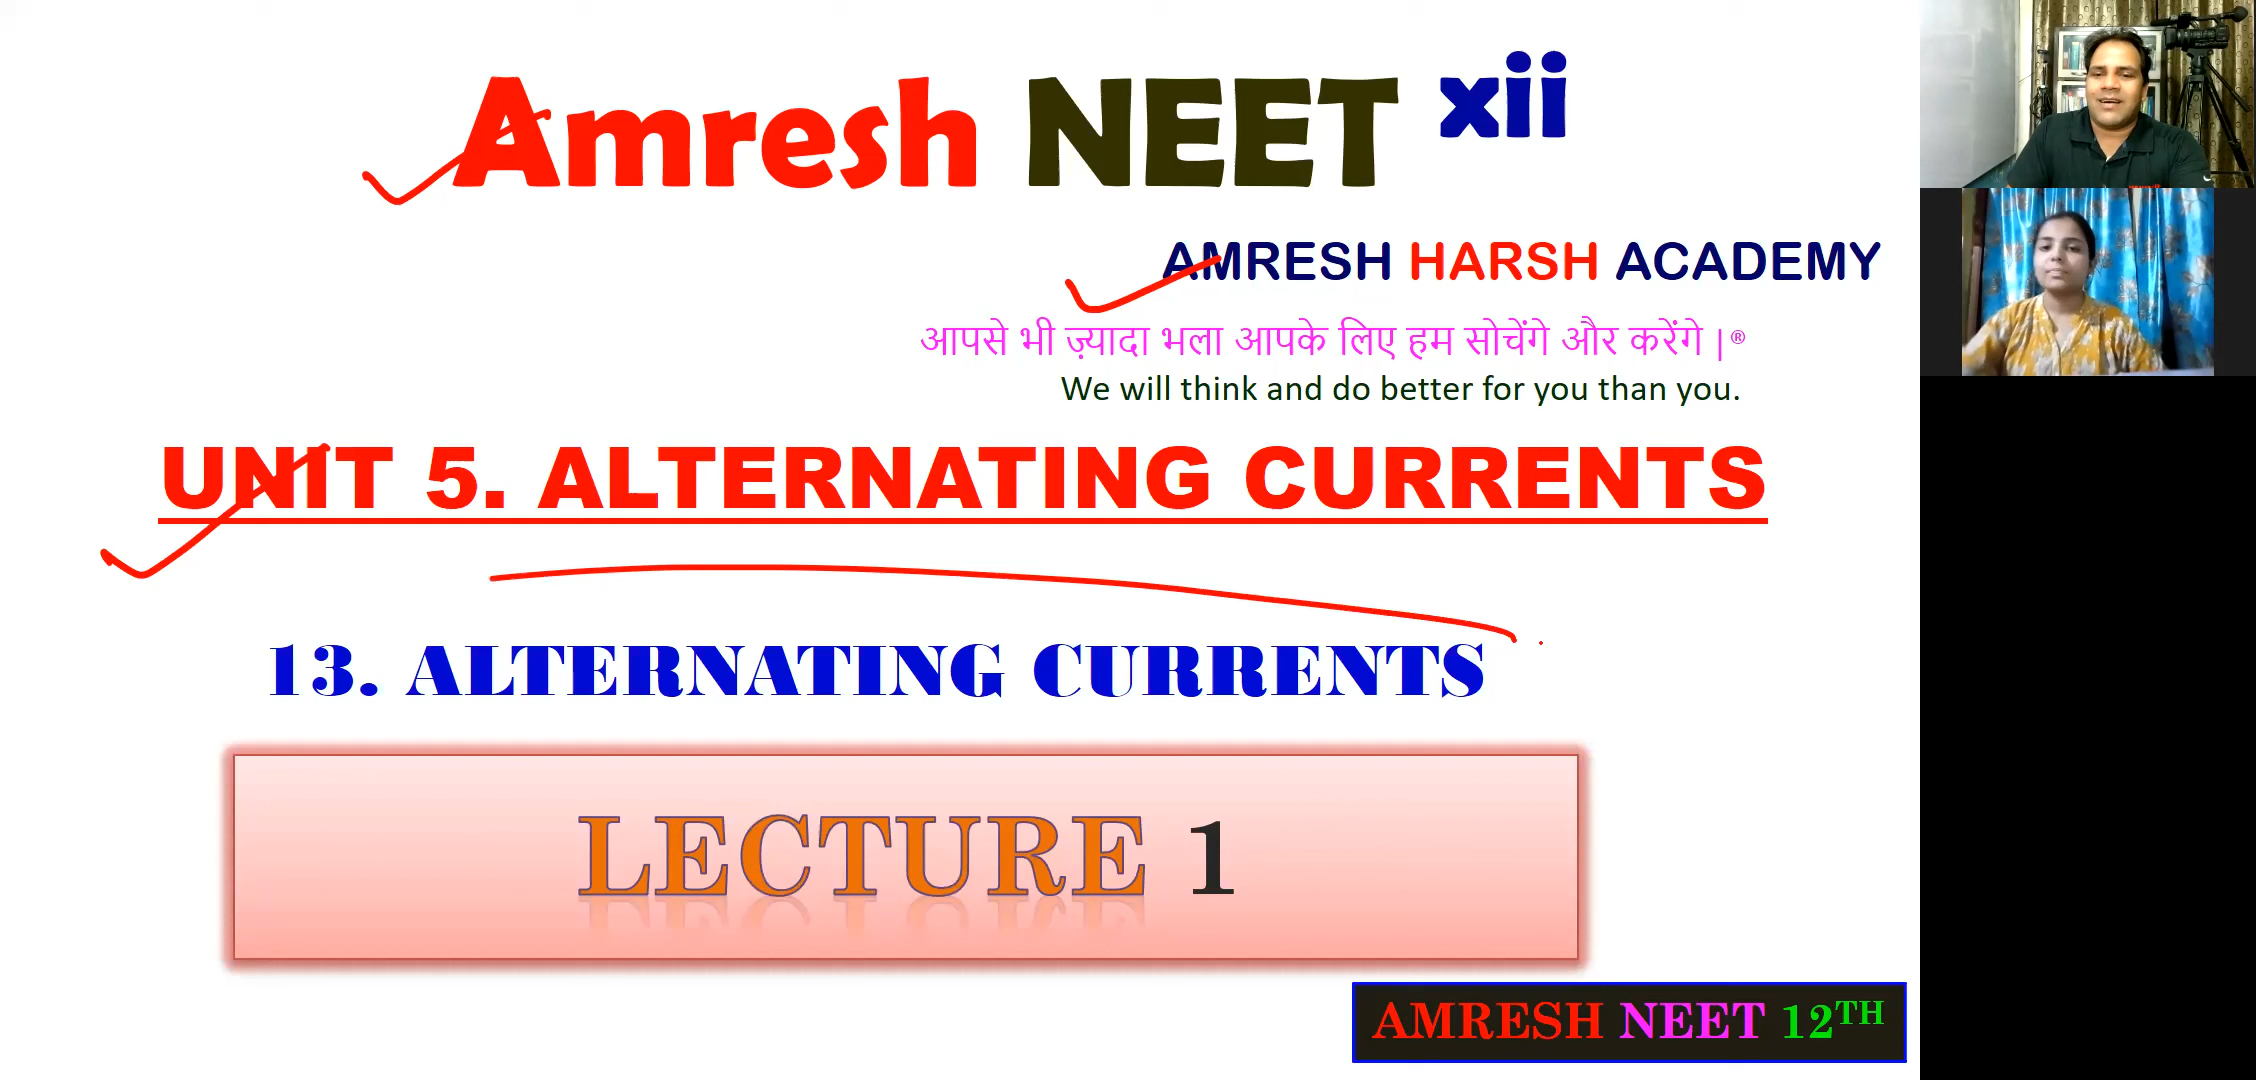 Amresh NEET xii
AMRESH HARSH ACADEMY
आपसे भी ज़्यादा भला आपके लिए हम सोचेंगे और करेंगे |®
We will think and do better for you than you.
UNIT 5. ALTERNATING CURRENTS
13. ALTERNATING CURRENTS
LECTURE 1
AMRESH NEET 12TH